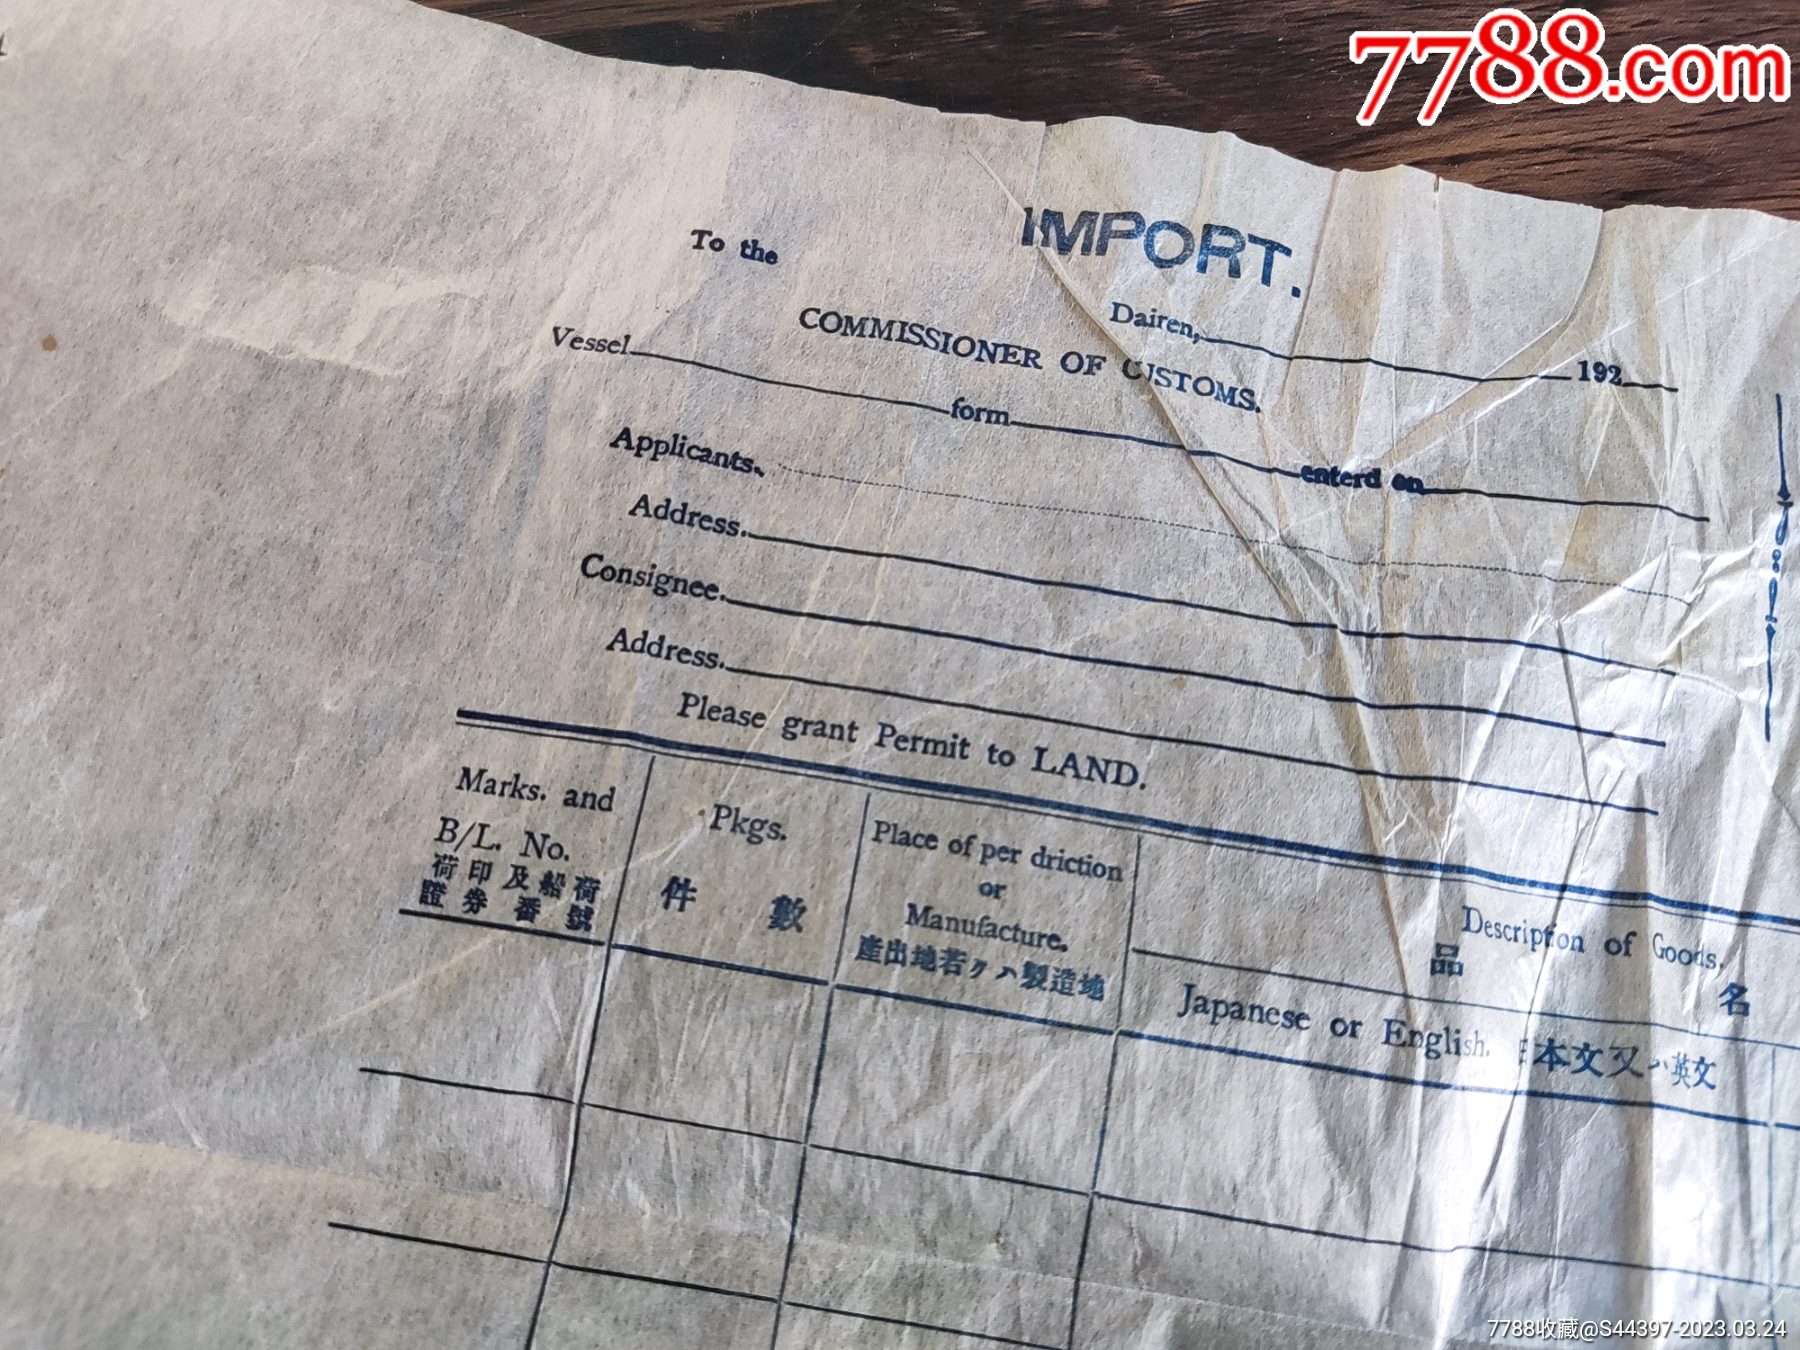 7788.com
IMPORT.
To the
Dairen, 192
COMMISSIONER OF CUSTOMS.
Vessel form enterd on
Applicants.
Address.
Consignee.
Address.
Please grant Permit to LAND.
Marks. and
B/L. No.
荷印及船荷
證券番號
Pkgs.
件數
Place of per driction
or
Manufacture.
產出地若クハ製造地
Description of Goods.
品名
Japanese or English. 日本文又ハ英文
7788收藏@S44397-2023.03.24